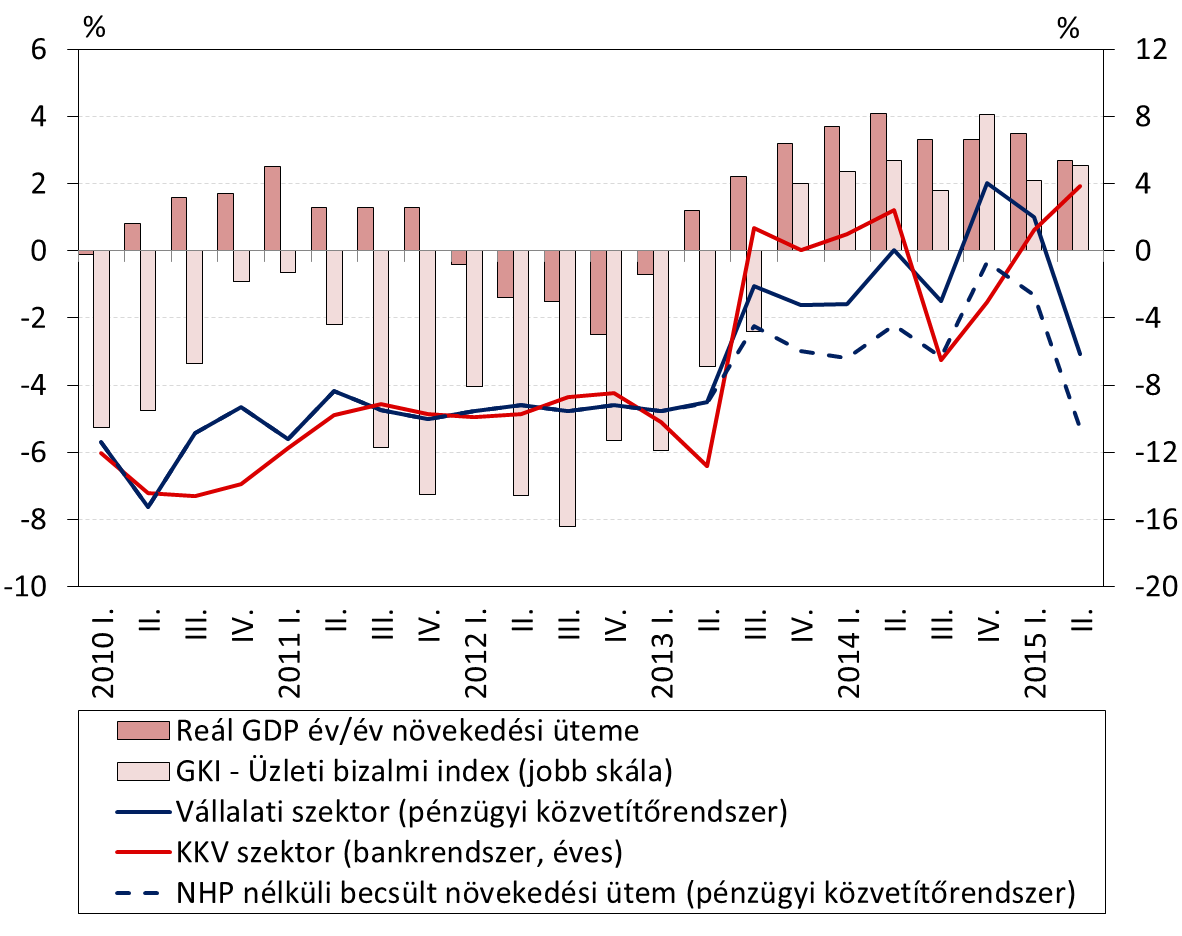 % %
6 12
4 8
2 4
0 0
-2 -4
-4 -8
-6 -12
-8 -16
-10 -20
2010 I. II. III. IV. 2011 I. II. III. IV. 2012 I. II. III. IV. 2013 I. II. III. IV. 2014 I. II. III. IV. 2015 I. II.
Reál GDP év/év növekedési üteme
GKI - Üzleti bizalmi index (jobb skála)
Vállalati szektor (pénzügyi közvetítőrendszer)
KKV szektor (bankrendszer, éves)
NHP nélküli becsült növekedési ütem (pénzügyi közvetítőrendszer)